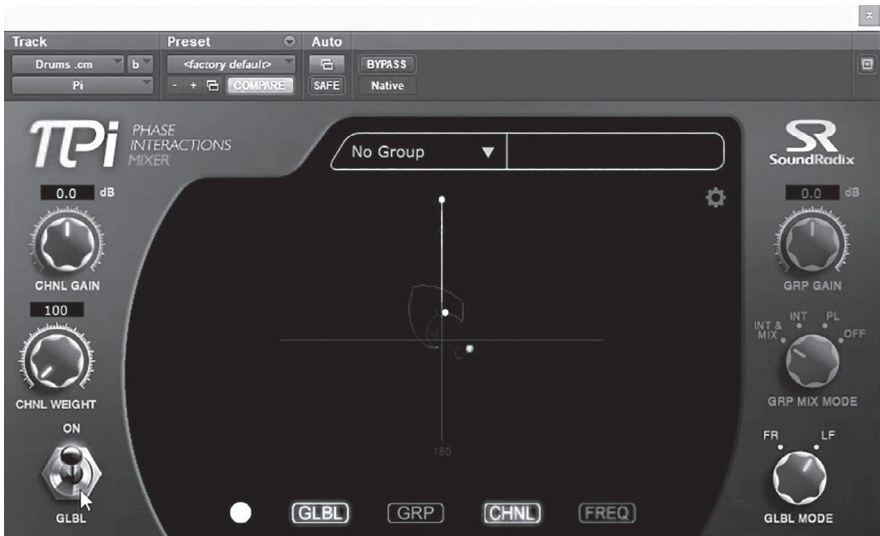 Track Preset Auto
Drums .cm b <factory default> BYPASS
Pi - + COMPARE SAFE Native
Pi PHASE
INTERACTIONS
MIXER
No Group
SR
SoundRadix
0.0 dB
CHNL GAIN
0.0 dB
GRP GAIN
100
CHNL WEIGHT
INT & MIX INT PL OFF
GRP MIX MODE
ON
GLBL
180
FR LF
GLBL MODE
GLBL GRP CHNL FREQ